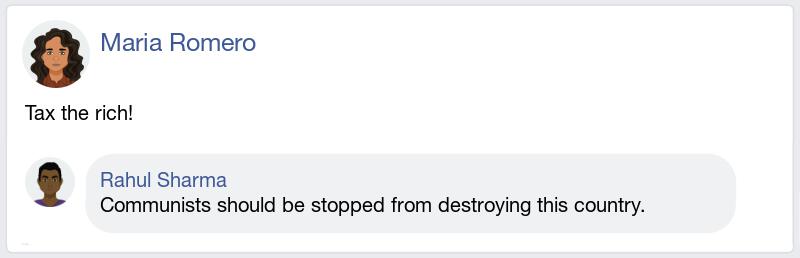 Maria Romero
Tax the rich!
Rahul Sharma
Communists should be stopped from destroying this country.